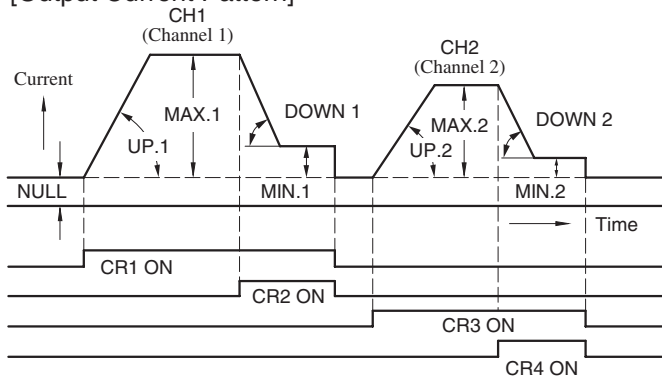 [Output Current Pattern]
CH1
(Channel 1)
CH2
(Channel 2)
Current
MAX.1
DOWN 1
UP.1
MAX.2
DOWN 2
UP.2
NULL
MIN.1
MIN.2
Time
CR1 ON
CR2 ON
CR3 ON
CR4 ON